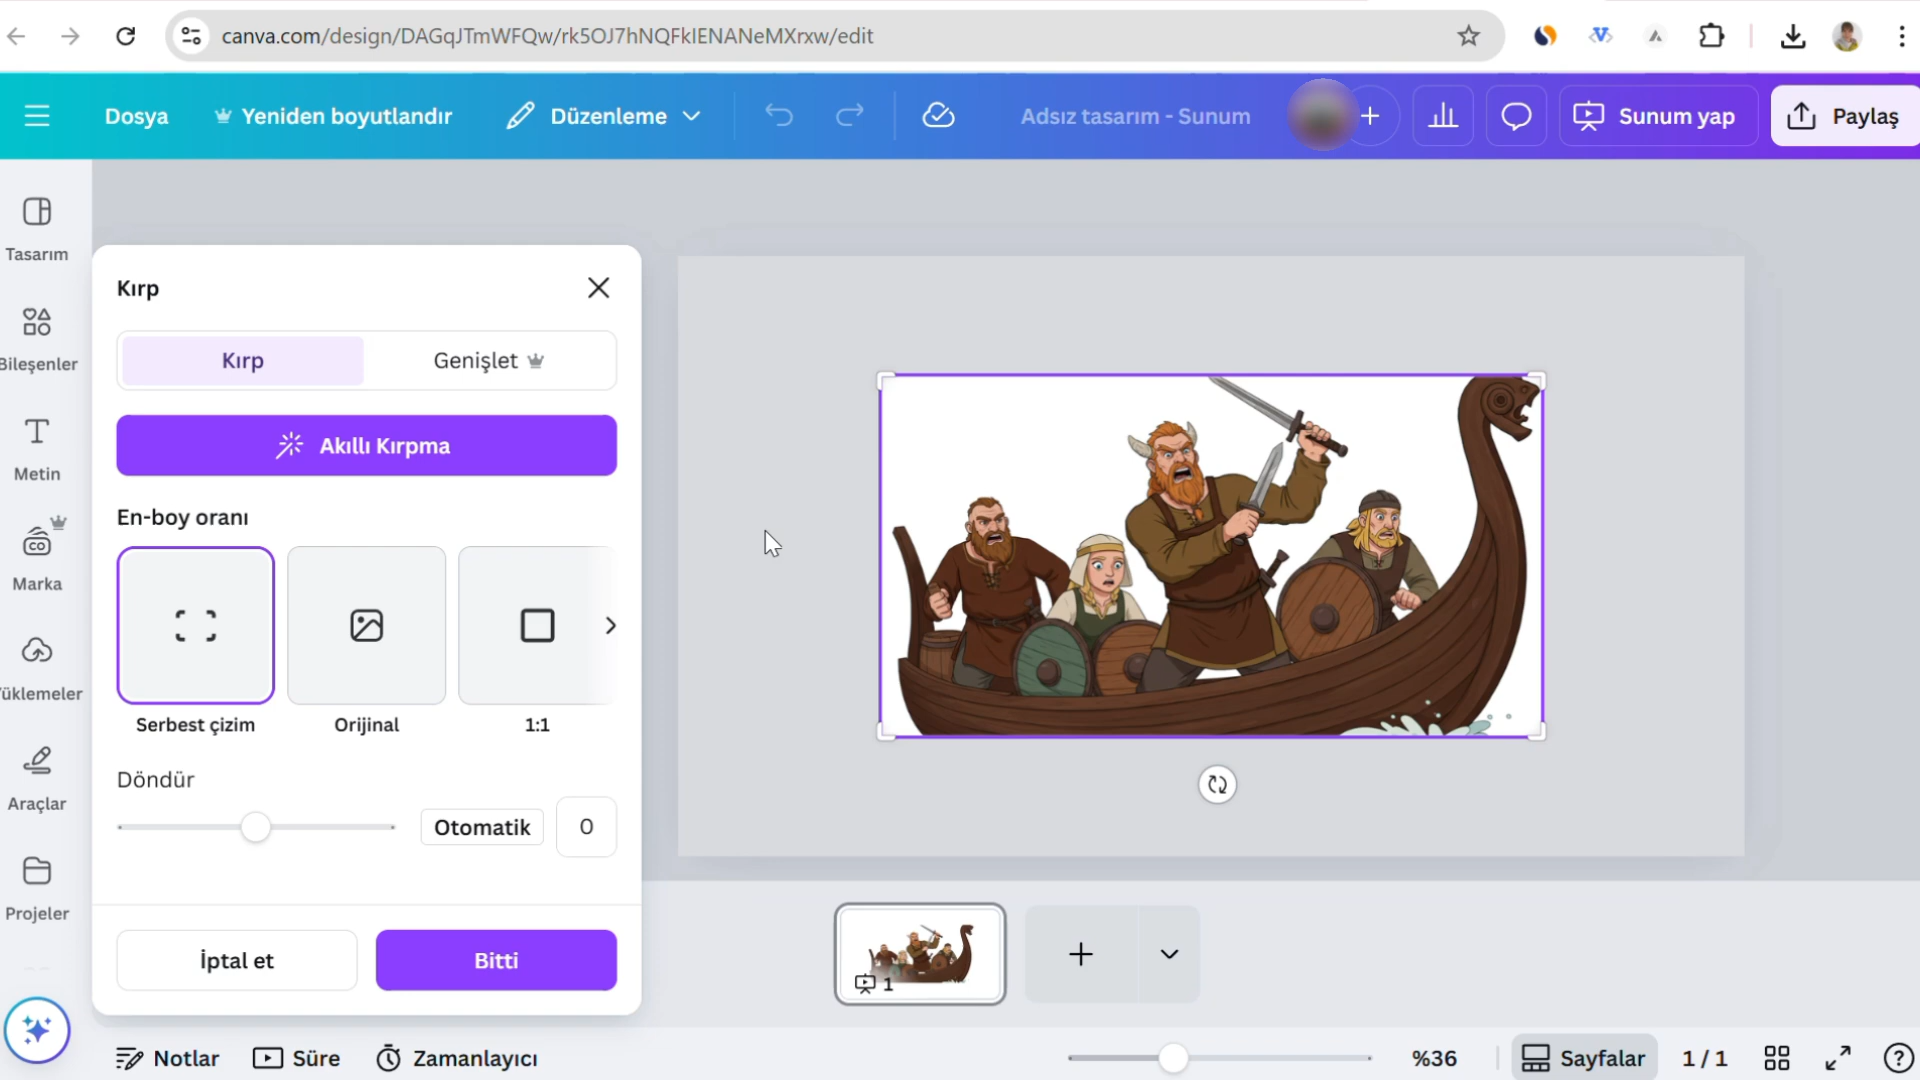 canva.com/design/DAGqJTmWFQw/rk5OJ7hNQFkIENANeMXrxw/edit
Dosya
Yeniden boyutlandır
Düzenleme
Adsız tasarım - Sunum
Sunum yap
Paylaş
Tasarım
Bileşenler
Metin
CO
Marka
Yüklemeler
Araçlar
Projeler
Kırp
Kırp
Genişlet
Akıllı Kırpma
En-boy oranı
Serbest çizim
Orijinal
1:1
Döndür
Otomatik
0
İptal et
Bitti
1
Notlar
Süre
Zamanlayıcı
%36
Sayfalar
1 / 1